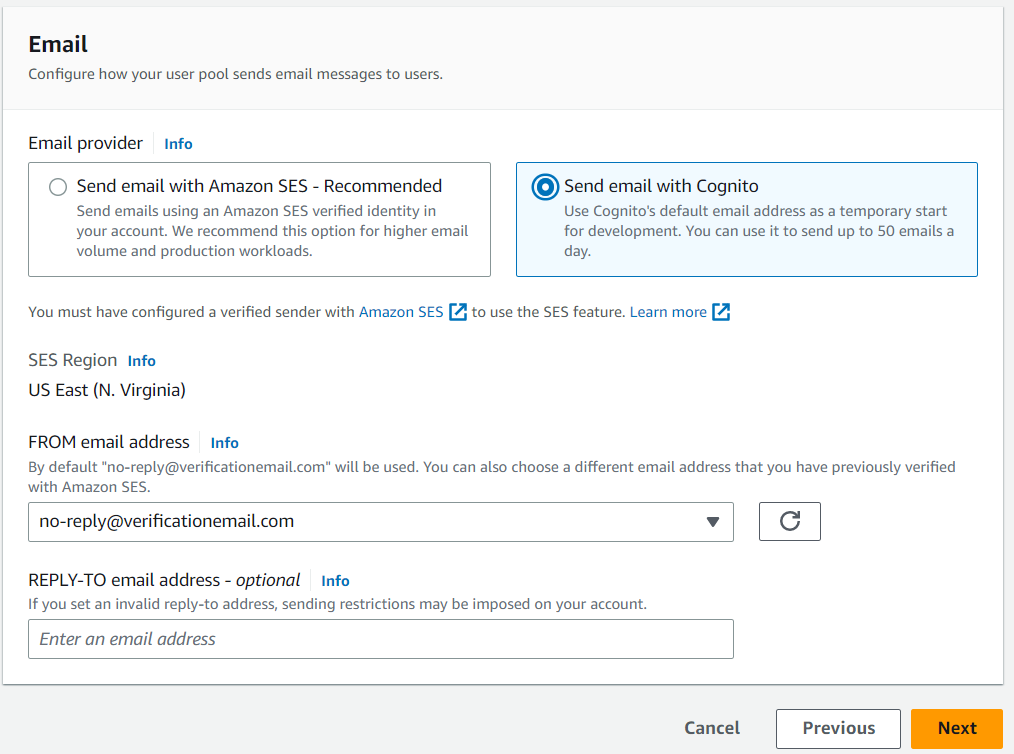 Email
Configure how your user pool sends email messages to users.
Email provider Info
Send email with Amazon SES - Recommended
Send emails using an Amazon SES verified identity in
your account. We recommend this option for higher email
volume and production workloads.
Send email with Cognito
Use Cognito's default email address as a temporary start
for development. You can use it to send up to 50 emails a
day.
You must have configured a verified sender with Amazon SES to use the SES feature. Learn more
SES Region Info
US East (N. Virginia)
FROM email address Info
By default "no-reply@verificationemail.com" will be used. You can also choose a different email address that you have previously verified
with Amazon SES.
no-reply@verificationemail.com
REPLY-TO email address - optional Info
If you set an invalid reply-to address, sending restrictions may be imposed on your account.
Enter an email address
Cancel Previous Next